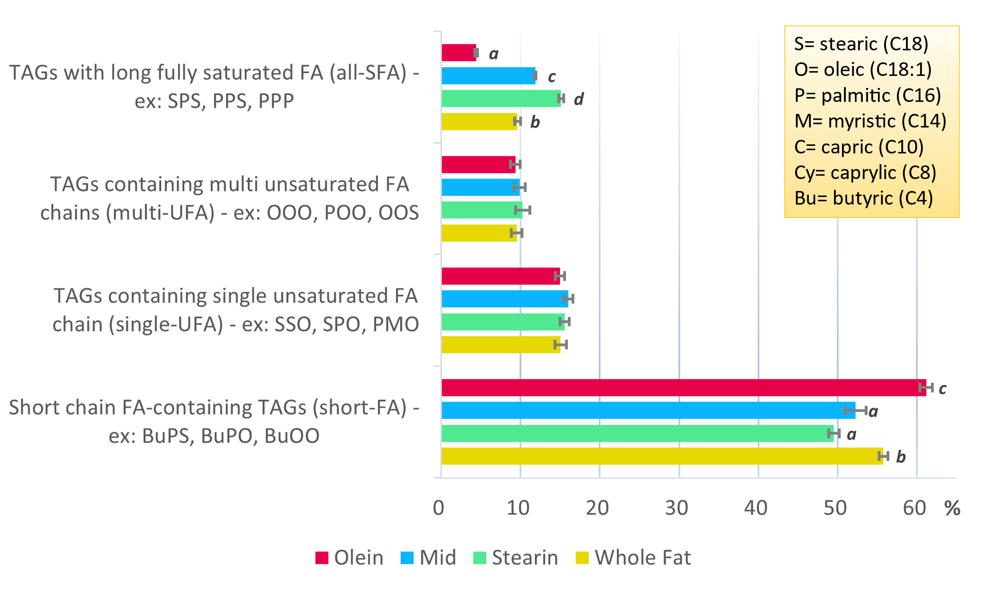 TAGs with long fully saturated FA (all-SFA) -
ex: SPS, PPS, PPP
TAGs containing multi unsaturated FA
chains (multi-UFA) - ex: OOO, POO, OOS
TAGs containing single unsaturated FA
chain (single-UFA) - ex: SSO, SPO, PMO
Short chain FA-containing TAGs (short-FA) -
ex: BuPS, BuPO, BuOO
a
c
d
b
c
a
a
b
S= stearic (C18)
O= oleic (C18:1)
P= palmitic (C16)
M= myristic (C14)
C= capric (C10)
Cy= caprylic (C8)
Bu= butyric (C4)
0 10 20 30 40 50 60 %
Olein Mid Stearin Whole Fat